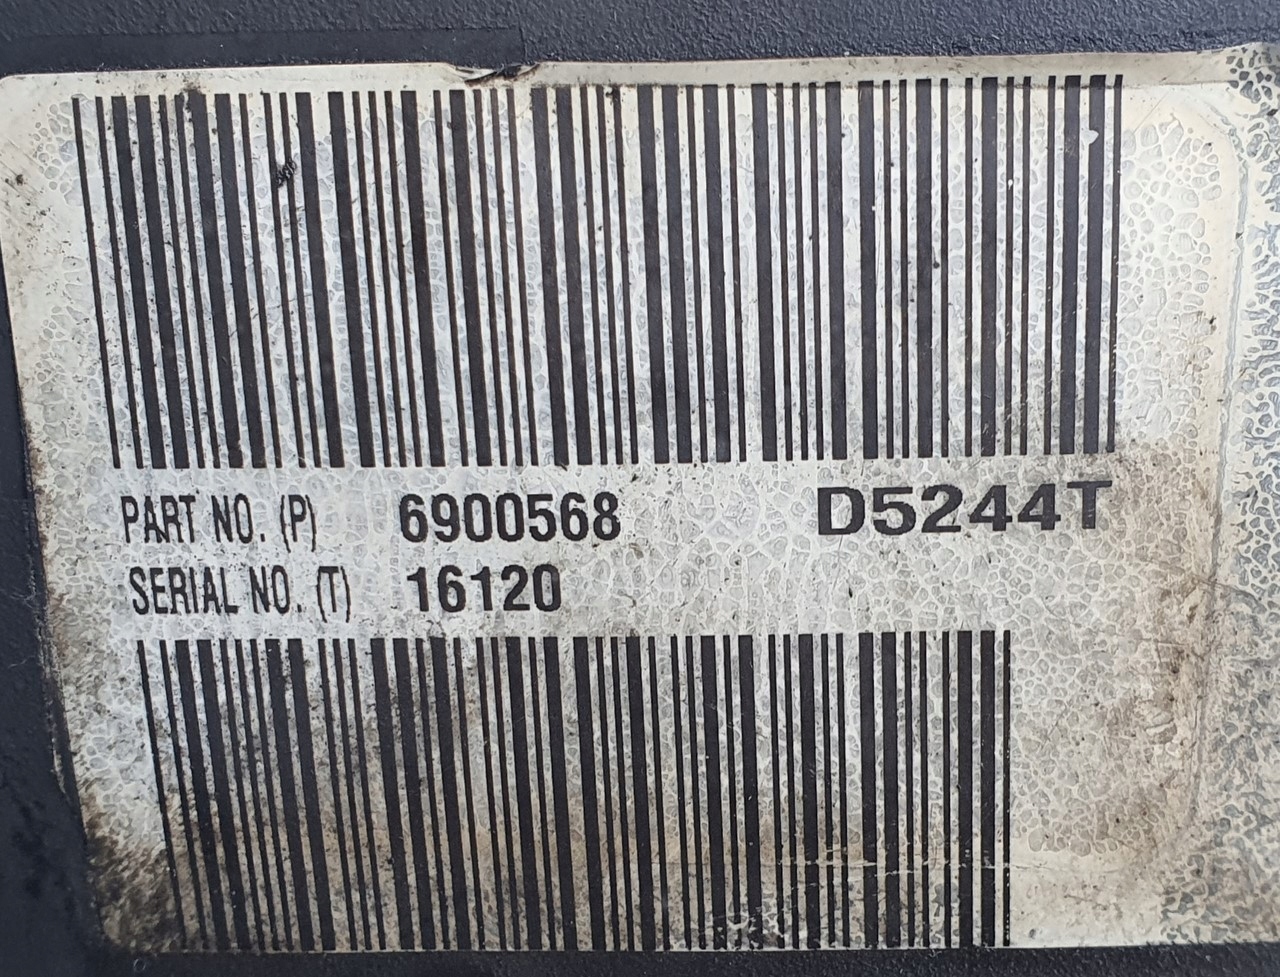 PART NO. (P) 6900568 D5244T
SERIAL NO. (T) 16120